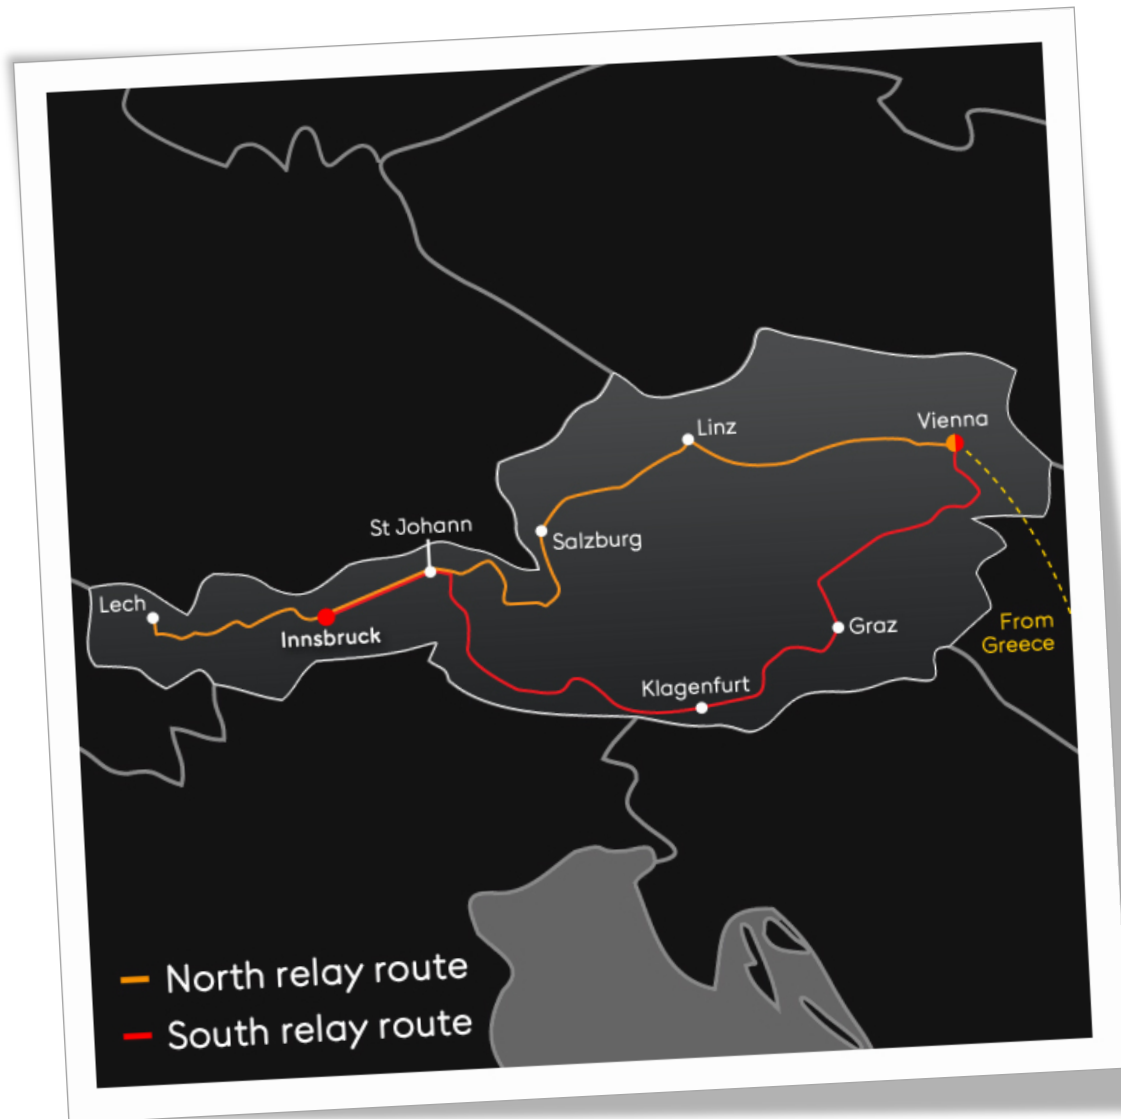 Linz
Vienna
St Johann
Salzburg
Lech
Innsbruck
From
Greece
Graz
Klagenfurt
North relay route
South relay route